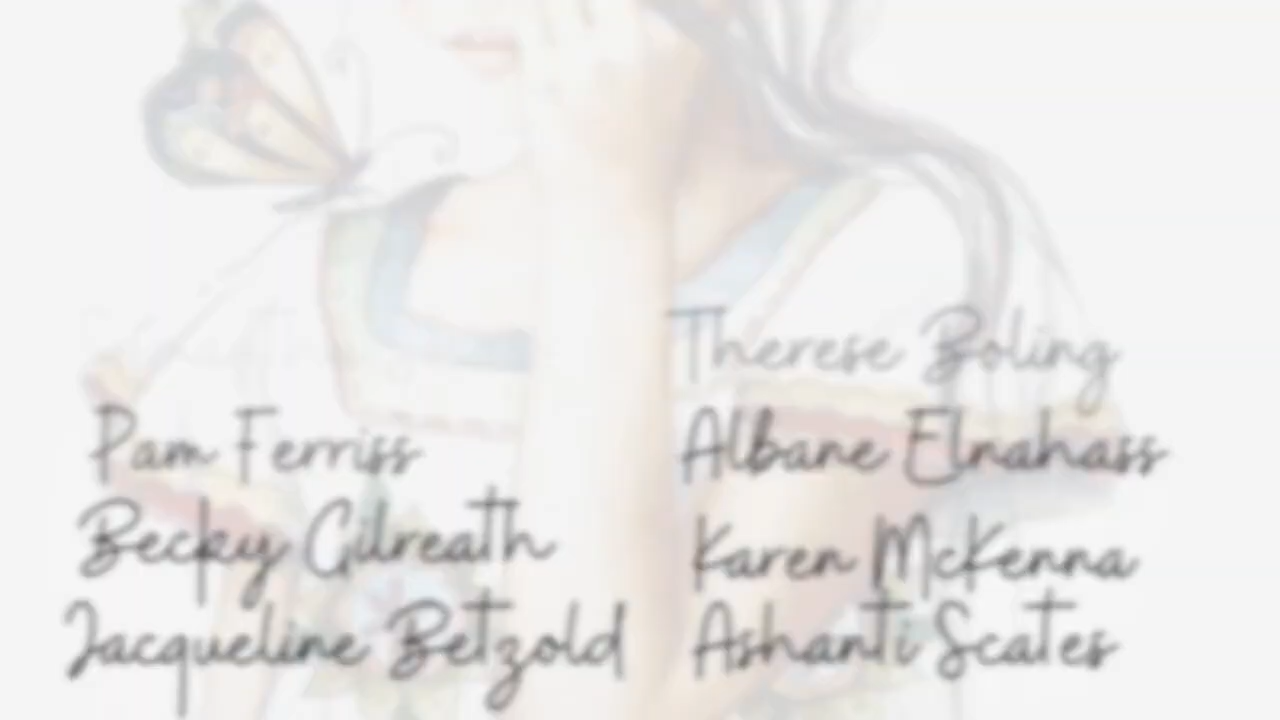 Therese Boling
Pam Ferriss Albane Elnahass
Becky Gilreath Karen McKenna
Jacqueline Betzold Ashanti Scates